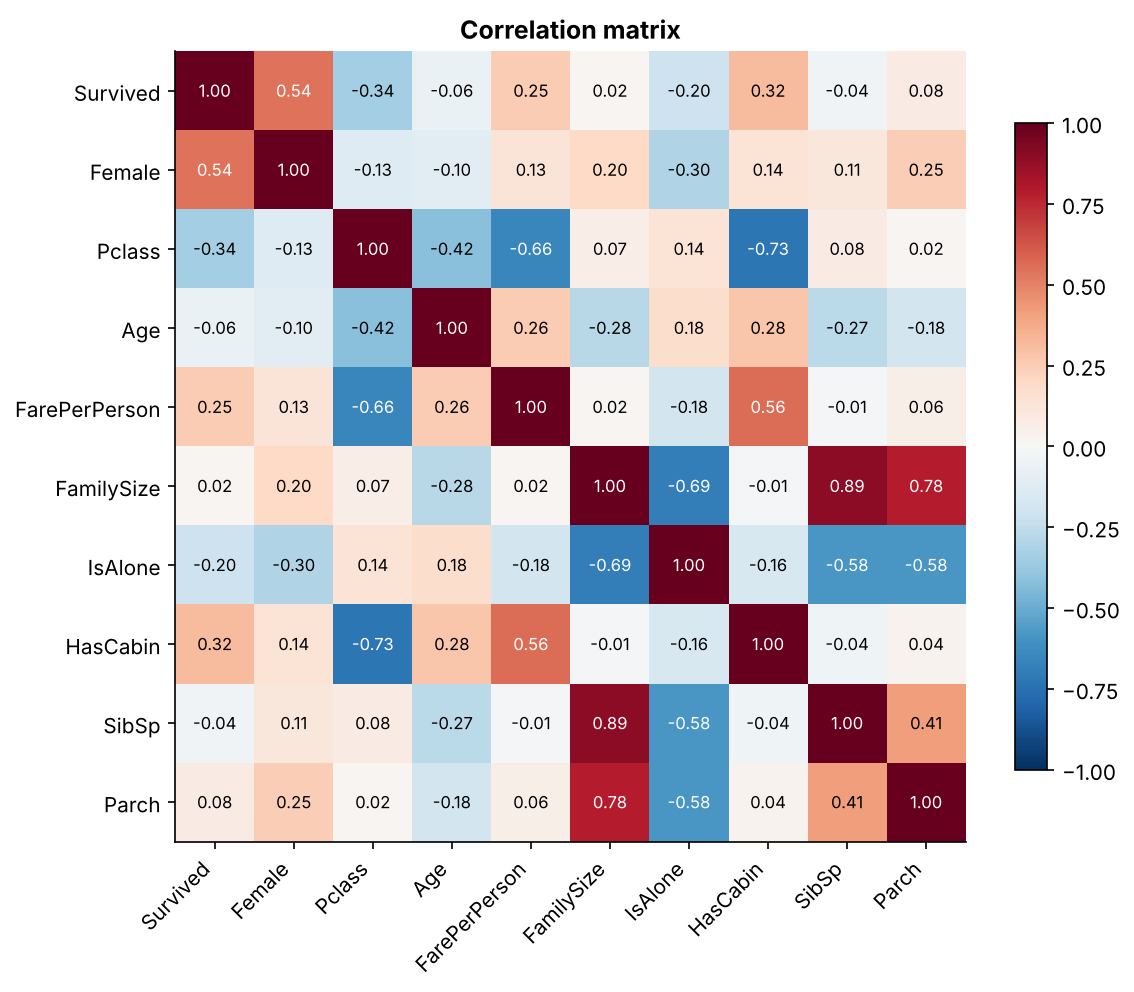 Correlation matrix
Survived 1.00 0.54 -0.34 -0.06 0.25 0.02 -0.20 0.32 -0.04 0.08
Female 0.54 1.00 -0.13 -0.10 0.13 0.20 -0.30 0.14 0.11 0.25
Pclass -0.34 -0.13 1.00 -0.42 -0.66 0.07 0.14 -0.73 0.08 0.02
Age -0.06 -0.10 -0.42 1.00 0.26 -0.28 0.18 0.28 -0.27 -0.18
FarePerPerson 0.25 0.13 -0.66 0.26 1.00 0.02 -0.18 0.56 -0.01 0.06
FamilySize 0.02 0.20 0.07 -0.28 0.02 1.00 -0.69 -0.01 0.89 0.78
IsAlone -0.20 -0.30 0.14 0.18 -0.18 -0.69 1.00 -0.16 -0.58 -0.58
HasCabin 0.32 0.14 -0.73 0.28 0.56 -0.01 -0.16 1.00 -0.04 0.04
SibSp -0.04 0.11 0.08 -0.27 -0.01 0.89 -0.58 -0.04 1.00 0.41
Parch 0.08 0.25 0.02 -0.18 0.06 0.78 -0.58 0.04 0.41 1.00
Survived Female Pclass Age FarePerPerson FamilySize IsAlone HasCabin SibSp Parch
1.00
0.75
0.50
0.25
0.00
−0.25
−0.50
−0.75
−1.00